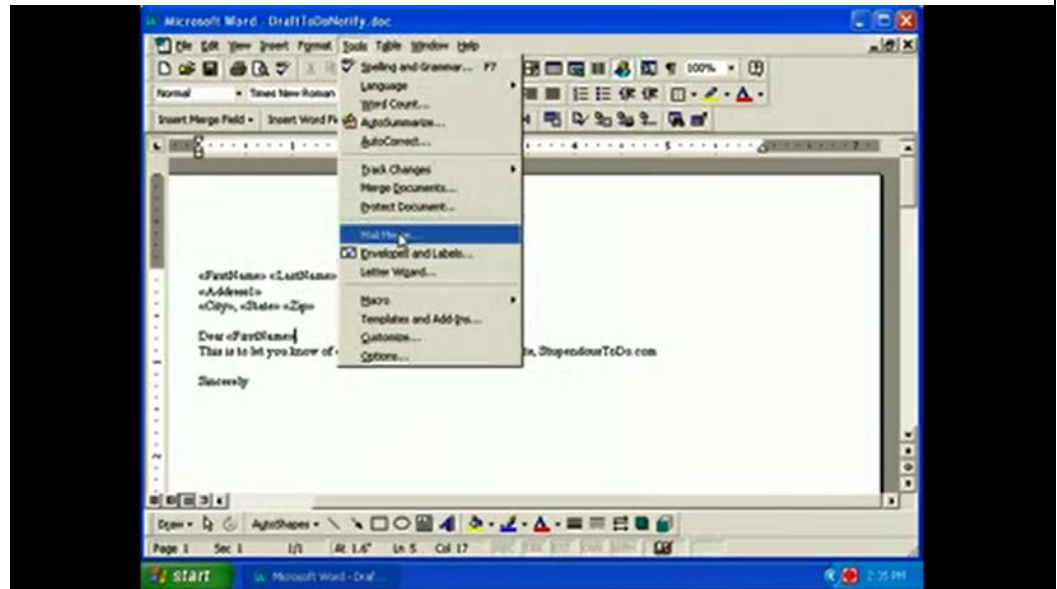 Microsoft Word - DraftToDoNotify.doc
File Edit View Insert Format Tools Table Window Help
100%
Normal Times New Roman
Insert Merge Field Insert Word
Spelling and Grammar... F7
Language
Word Count...
AutoSummarize...
AutoCorrect...
Track Changes
Merge Documents...
Protect Document...
Mail Merge...
Envelopes and Labels...
Letter Wizard...
Macro
Templates and Add-Ins...
Customize...
Options...
«FirstName» «LastName»
«Address1»
«City», «State» «Zip»
Dear «FirstName»
This is to let you know of StupendousToDo.com
Sincerely
Draw AutoShapes
Page 1 Sec 1 1/1 At 1.6" Ln 5 Col 17
start Microsoft Word - Draf... 2:35 PM